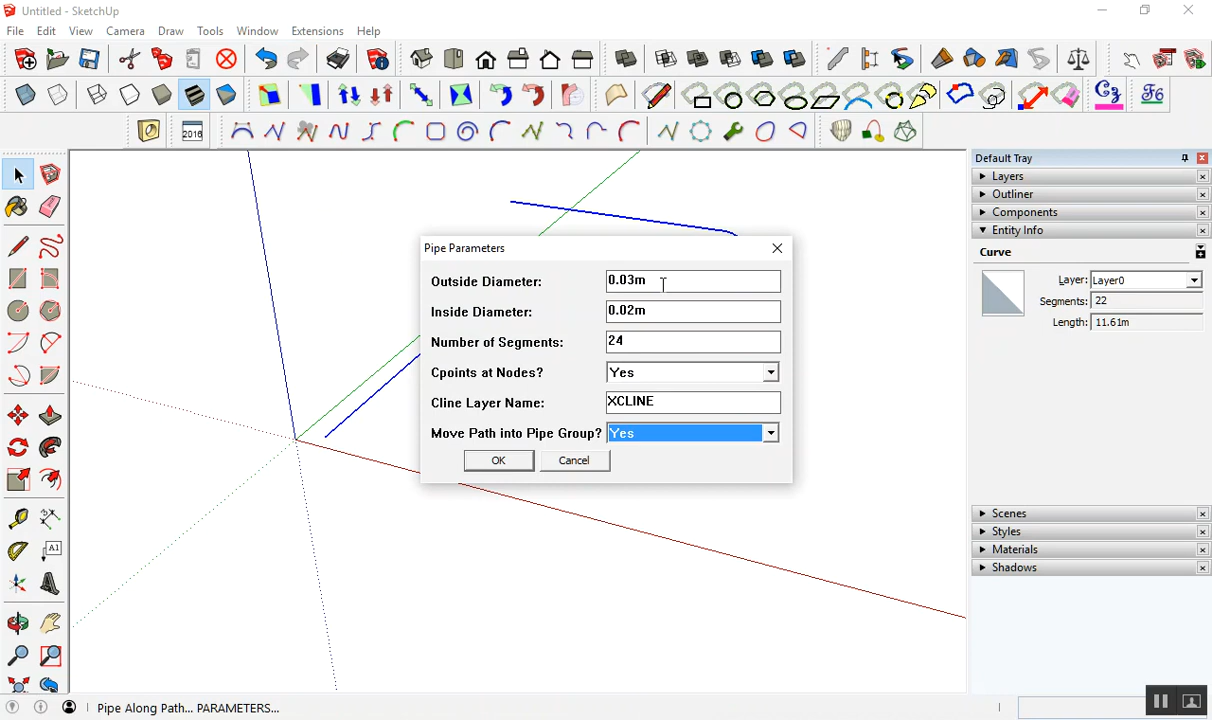 Untitled - SketchUp
File Edit View Camera Draw Tools Window Extensions Help
2016
A1
Default Tray
Layers
Outliner
Components
Entity Info
Curve
Layer: Layer0
Segments: 22
Length: 11.61m
Scenes
Styles
Materials
Shadows
Pipe Parameters
Outside Diameter: 0.03m
Inside Diameter: 0.02m
Number of Segments: 24
Cpoints at Nodes? Yes
Cline Layer Name: XCLINE
Move Path into Pipe Group? Yes
OK Cancel
Pipe Along Path... PARAMETERS...